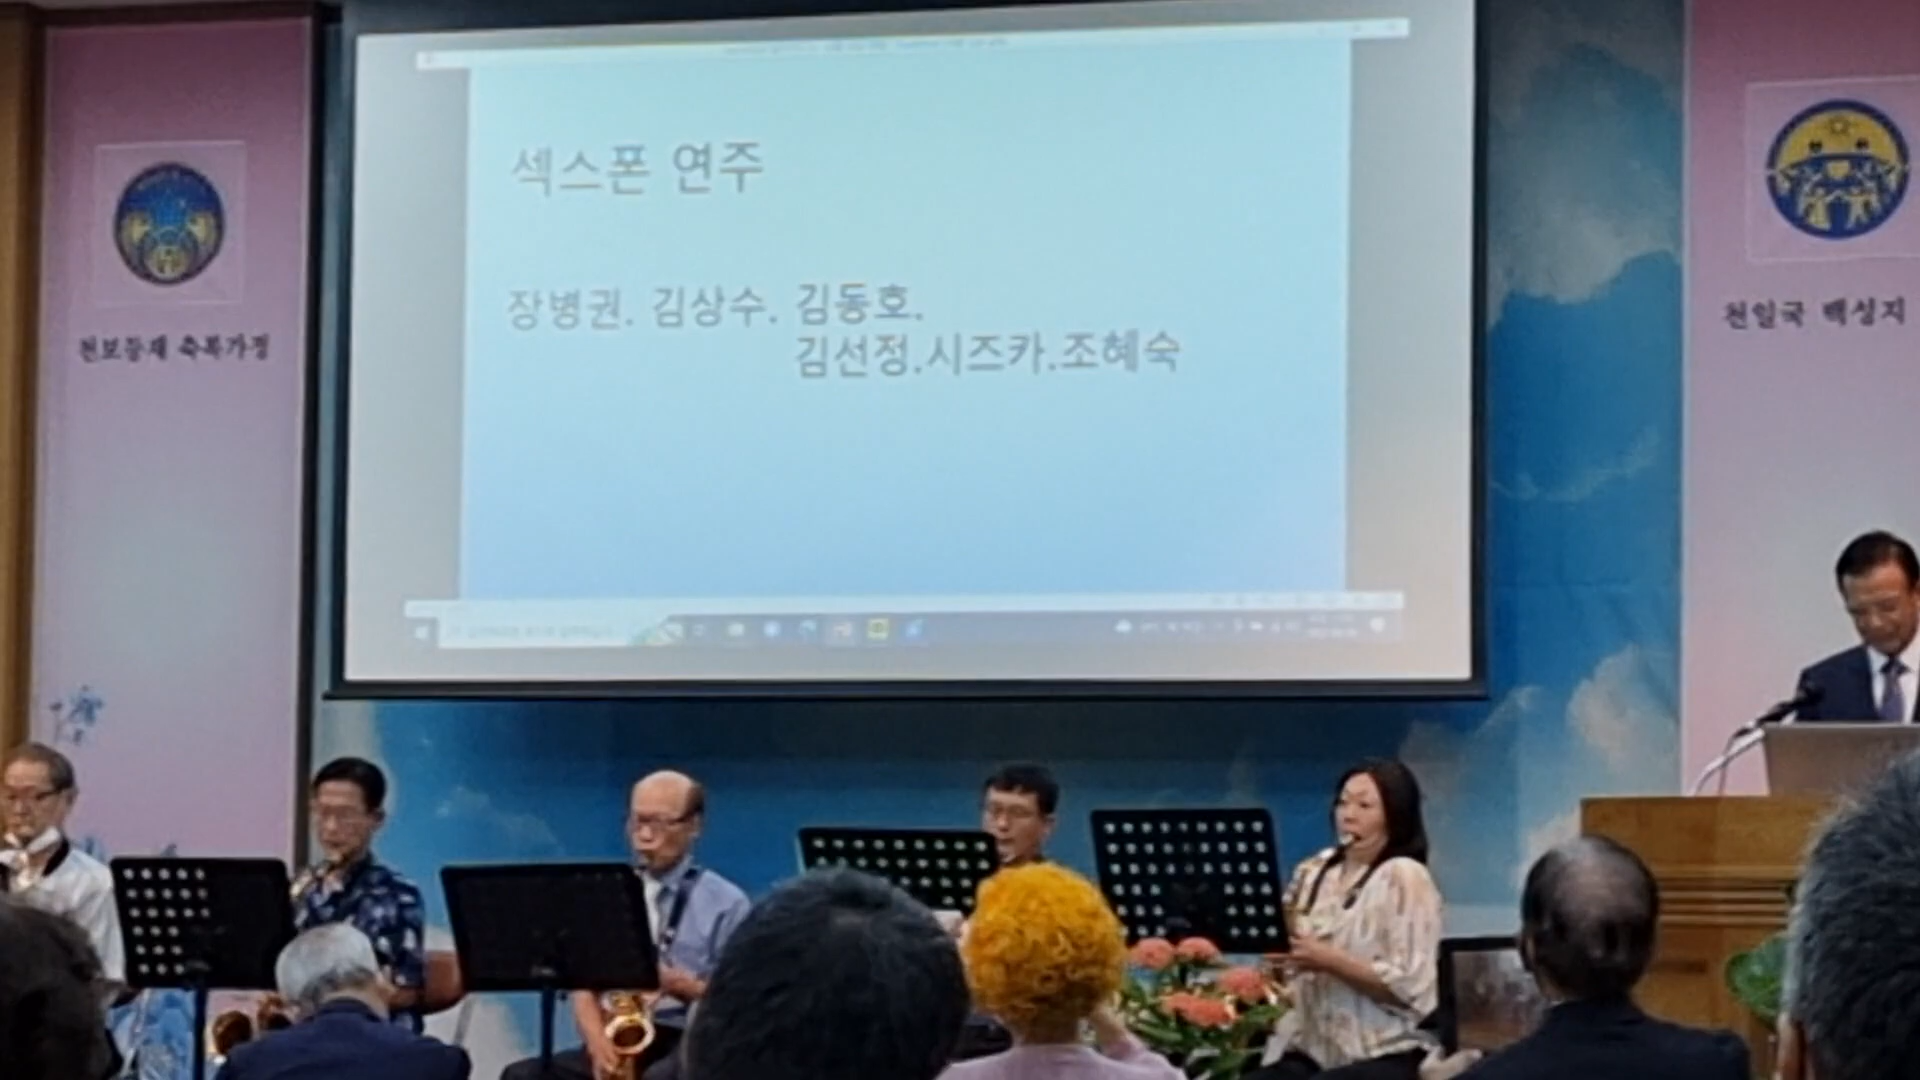 섹스폰 연주
장병권. 김상수. 김동호.
김선정.시즈카.조혜숙
천보등재 축복가정
천일국 백성지